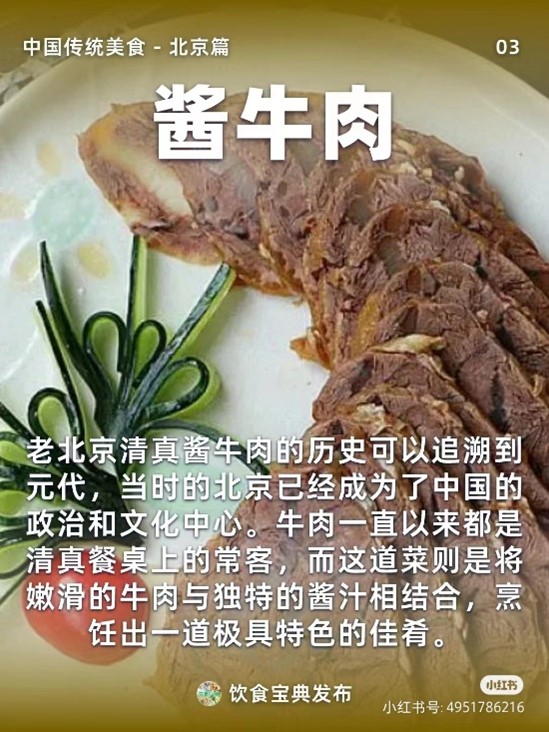 中国传统美食 - 北京篇
03
酱牛肉
老北京清真酱牛肉的历史可以追溯到
元代，当时的北京已经成为了中国的
政治和文化中心。牛肉一直以来都是
清真餐桌上的常客，而这道菜则是将
嫩滑的牛肉与独特的酱汁相结合，烹
饪出一道极具特色的佳肴。
饮食宝典发布
小红书
小红书号: 4951786216